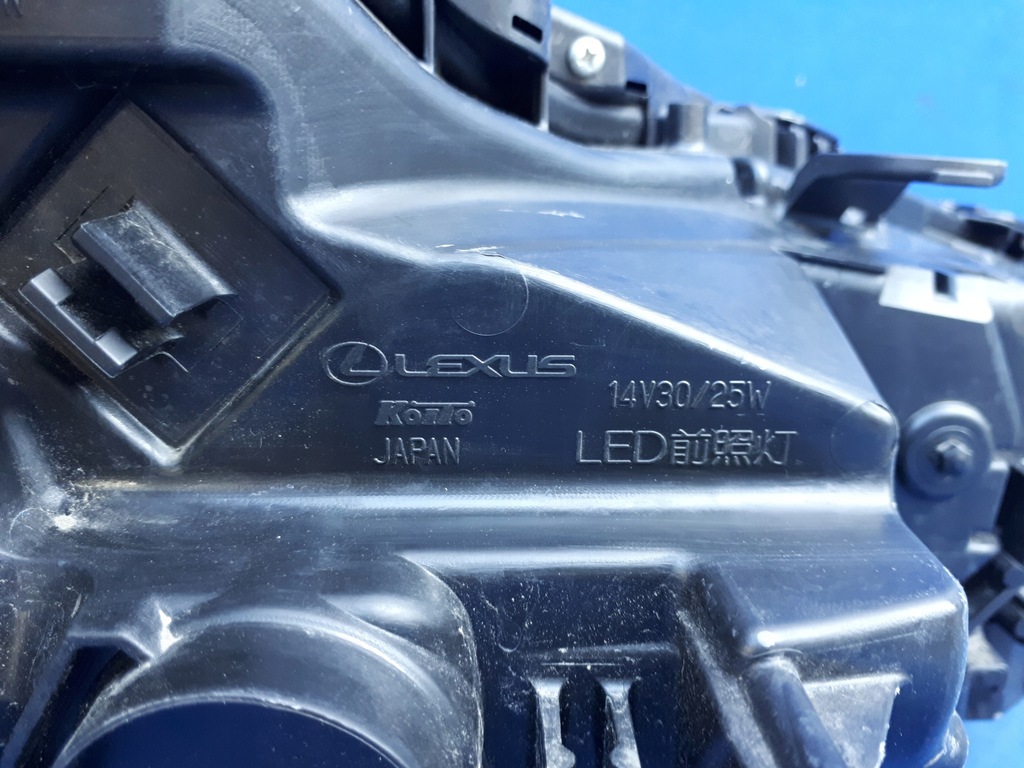 LEXUS
14V30/25W
KOITO
JAPAN
LED前照灯